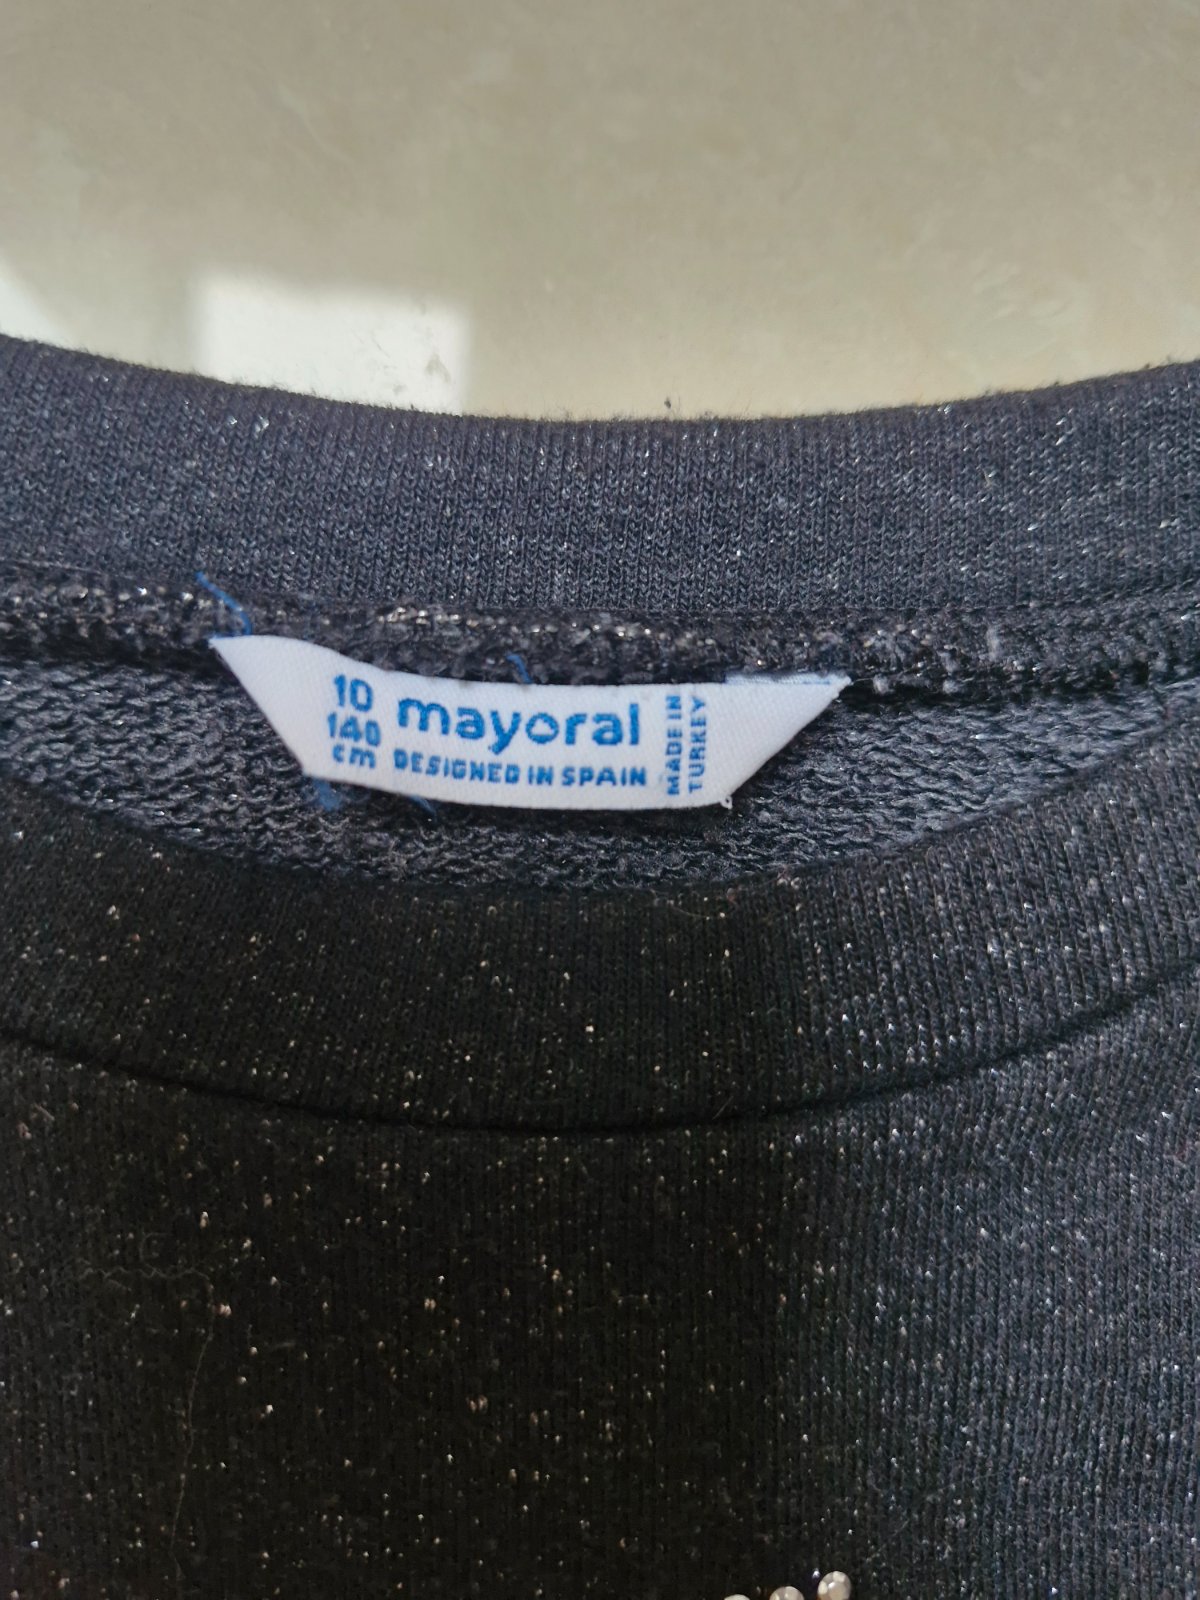 10
140
cm
mayoral
DESIGNED IN SPAIN
MADE IN
TURKEY